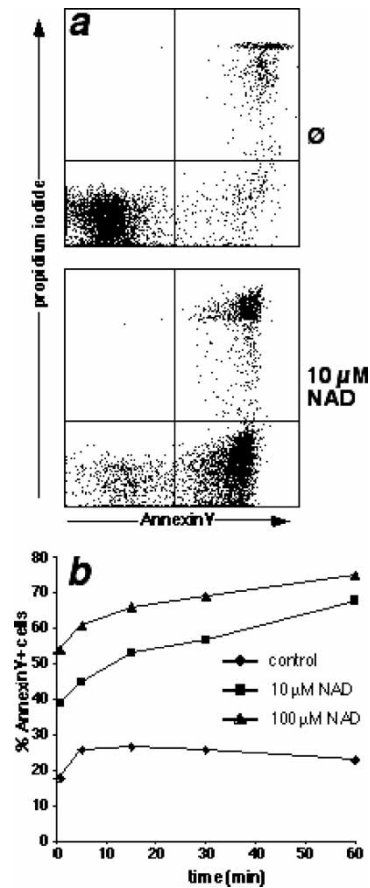 a
propidium iodide
Ø
10 µM
NAD
AnnexinV
b
% AnnexinV+ cells
80
70
60
50
40
30
20
10
0
control
10 µM NAD
100 µM NAD
0 10 20 30 40 50 60
time (min)